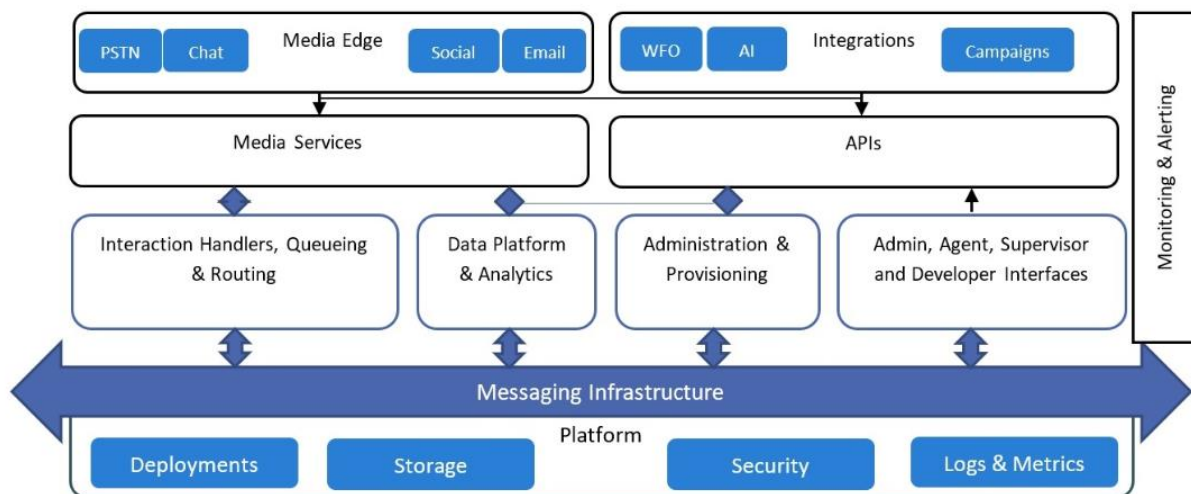 Media Edge
PSTN
Chat
Social
Email
Integrations
WFO
AI
Campaigns
Monitoring & Alerting
Media Services
APIs
Interaction Handlers, Queueing
& Routing
Data Platform
& Analytics
Administration &
Provisioning
Admin, Agent, Supervisor
and Developer Interfaces
Messaging Infrastructure
Platform
Deployments
Storage
Security
Logs & Metrics